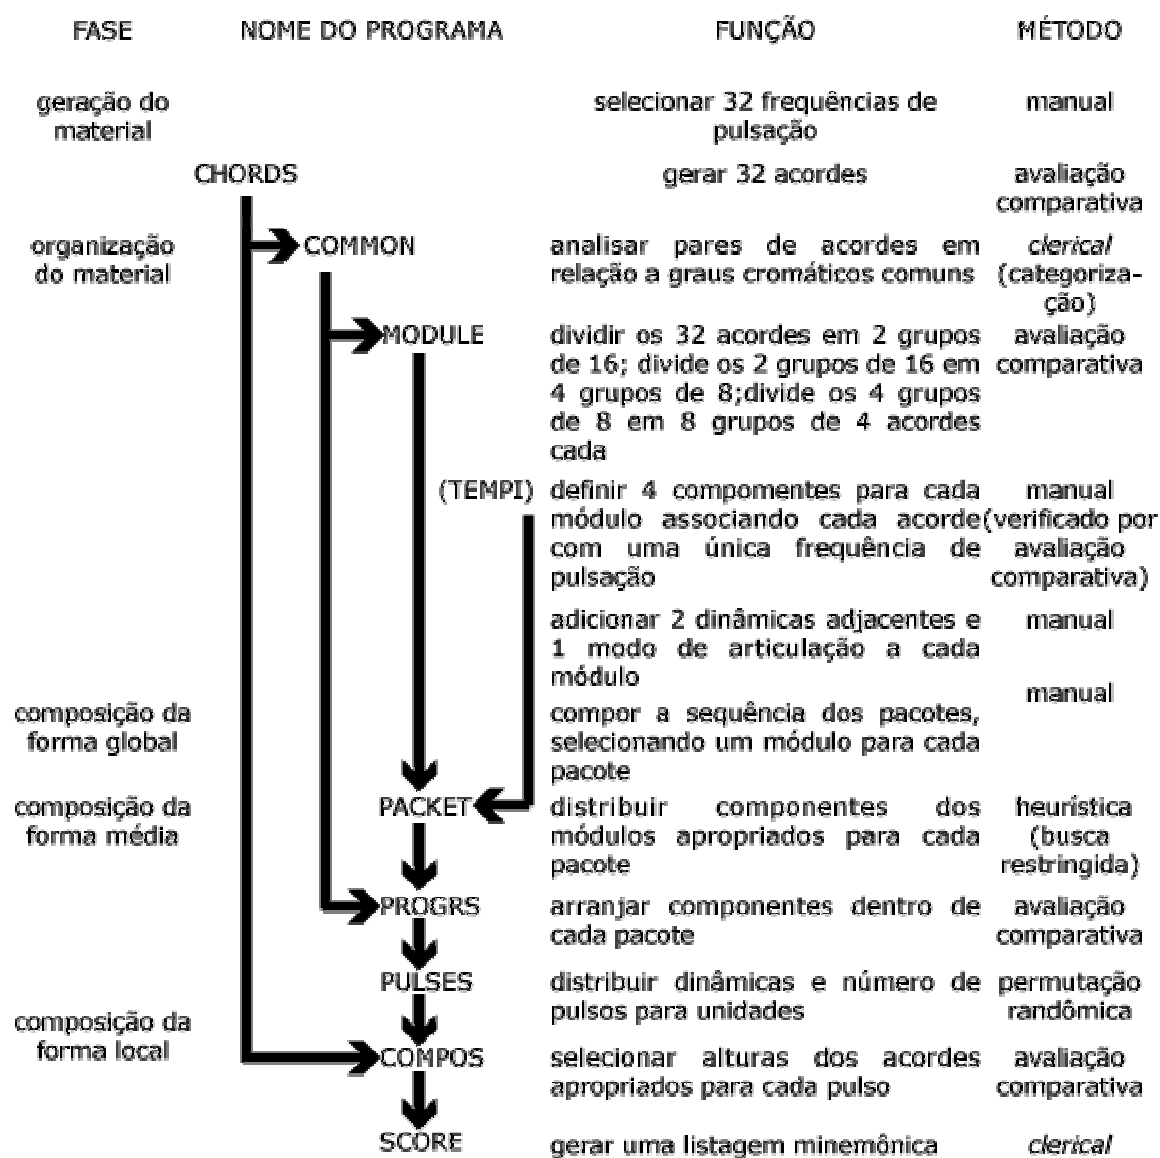 FASE NOME DO PROGRAMA FUNÇÃO MÉTODO
geração do material
selecionar 32 frequências de
pulsação
manual
CHORDS
gerar 32 acordes
avaliação
comparativa
organização
do material
COMMON
analisar pares de acordes em
relação a graus cromáticos comuns
clerical
(categoriza-
ção)
MODULE
dividir os 32 acordes em 2 grupos
de 16; divide os 2 grupos de 16 em
4 grupos de 8;divide os 4 grupos
de 8 em 8 grupos de 4 acordes
cada
avaliação
comparativa
(TEMPI)
definir 4 compomentes para cada
módulo associando cada acorde
com uma única frequência de
pulsação
manual
(verificado por
avaliação
comparativa)
adicionar 2 dinâmicas adjacentes e
1 modo de articulação a cada
módulo
manual
composição da
forma global
compor a sequência dos pacotes,
selecionando um módulo para cada
pacote
manual
composição da
forma média
PACKET
distribuir componentes dos
módulos apropriados para cada
pacote
heurística
(busca
restringida)
PROGRS
arranjar componentes dentro de
cada pacote
avaliação
comparativa
PULSES
distribuir dinâmicas e número de
pulsos para unidades
permutação
randômica
composição da
forma local
COMPOS
selecionar alturas dos acordes
apropriados para cada pulso
avaliação
comparativa
SCORE
gerar uma listagem minemônica
clerical